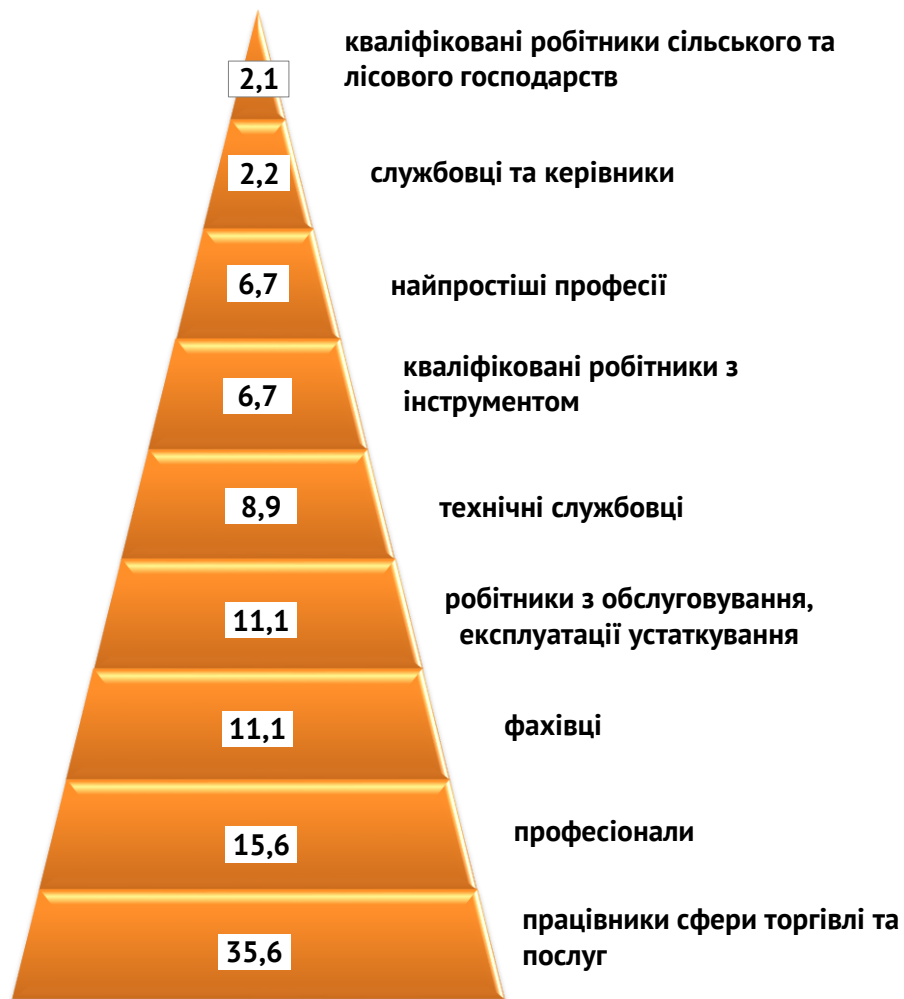 кваліфіковані робітники сільського та
лісового господарств
2,1
2,2
службовці та керівники
6,7
найпростіші професії
кваліфіковані робітники з
інструментом
6,7
8,9
технічні службовці
робітники з обслуговування,
експлуатації устаткування
11,1
11,1
фахівці
15,6
професіонали
працівники сфери торгівлі та
послуг
35,6